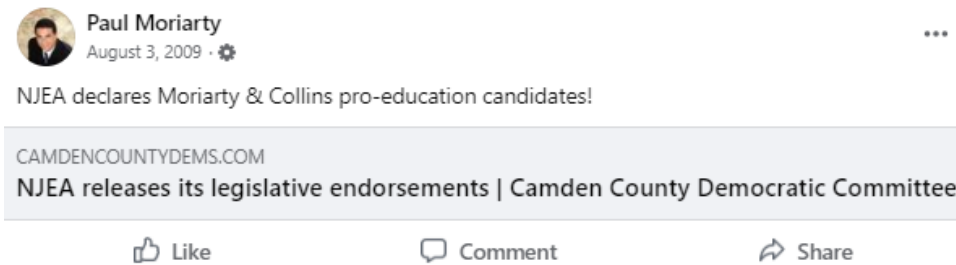 Paul Moriarty
August 3, 2009 ·
NJEA declares Moriarty & Collins pro-education candidates!
CAMDENCOUNTYDEMS.COM
NJEA releases its legislative endorsements | Camden County Democratic Committee
Like Comment Share